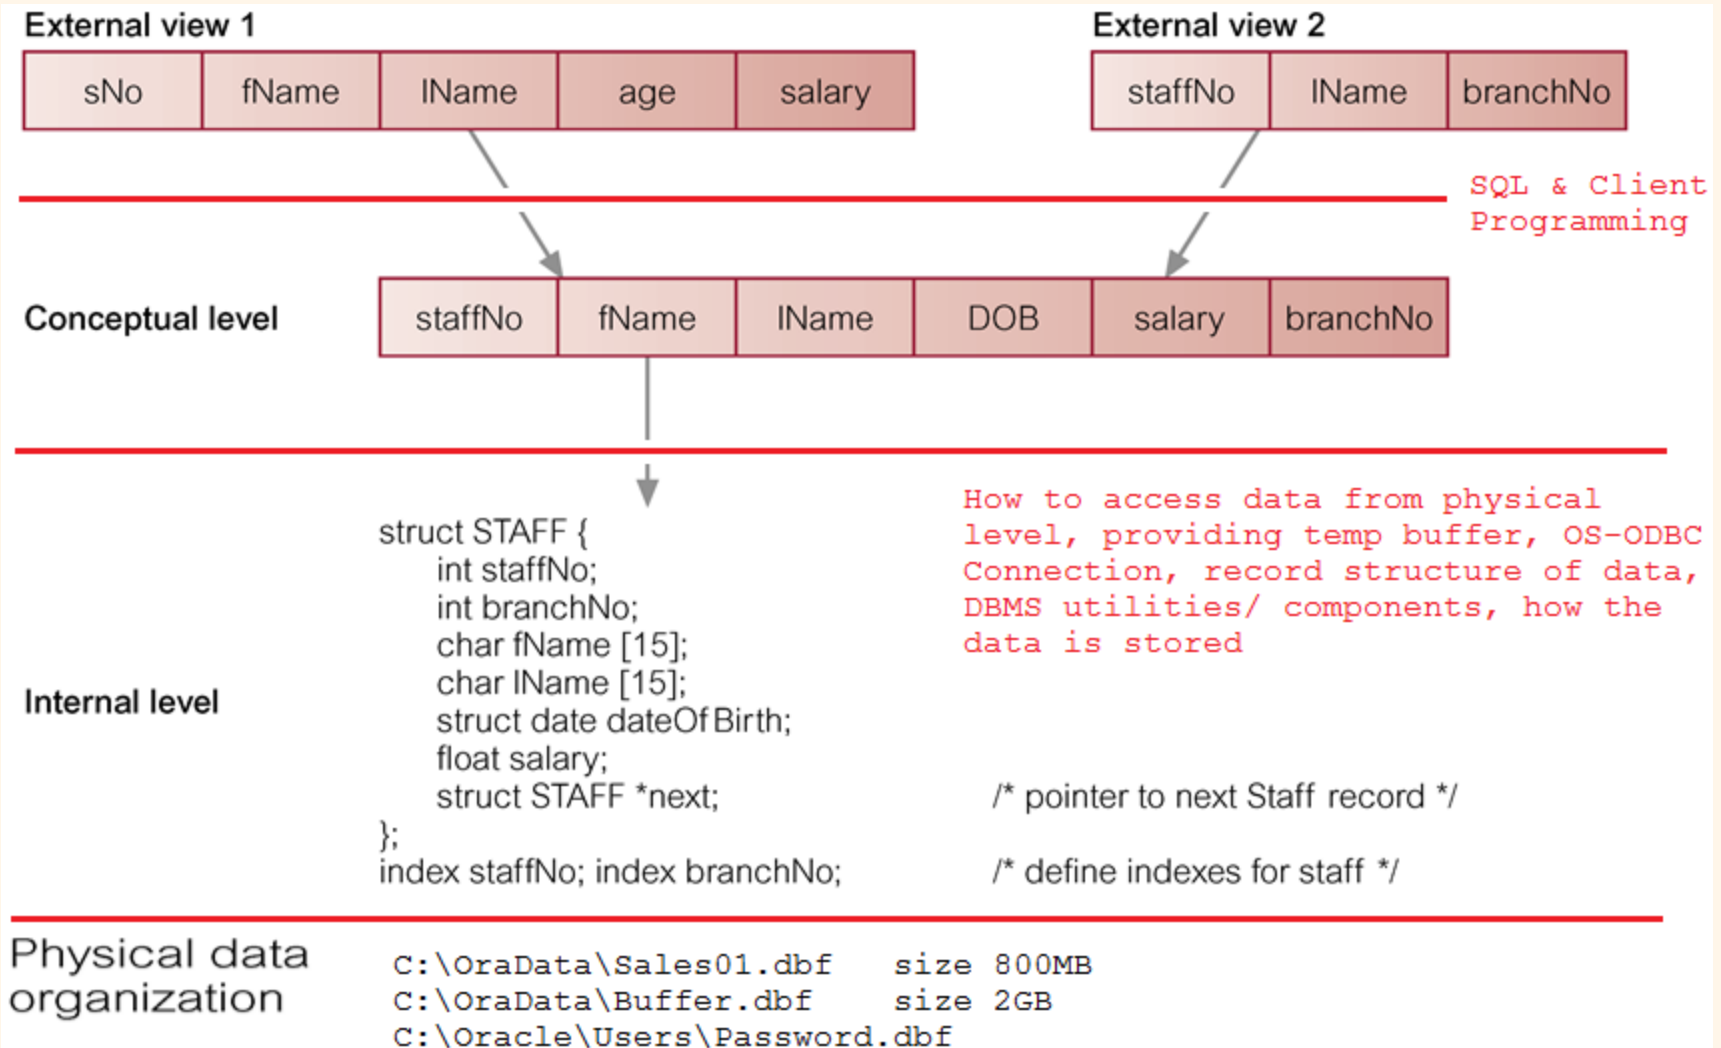 External view 1
External view 2
sNo fName lName age salary
staffNo lName branchNo
SQL & Client
Programming
Conceptual level
staffNo fName lName DOB salary branchNo
How to access data from physical
level, providing temp buffer, OS-ODBC
Connection, record structure of data,
DBMS utilities/ components, how the
data is stored
Internal level
struct STAFF {
int staffNo;
int branchNo;
char fName [15];
char lName [15];
struct date dateOfBirth;
float salary;
struct STAFF *next; /* pointer to next Staff record */
};
index staffNo; index branchNo; /* define indexes for staff */
Physical data
organization
C:\OraData\Sales01.dbf size 800MB
C:\OraData\Buffer.dbf size 2GB
C:\Oracle\Users\Password.dbf